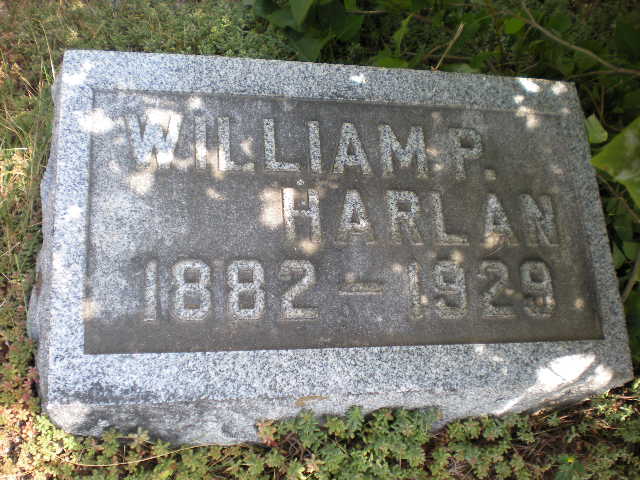 WILLIAM P.
HARLAN
1882 – 1929